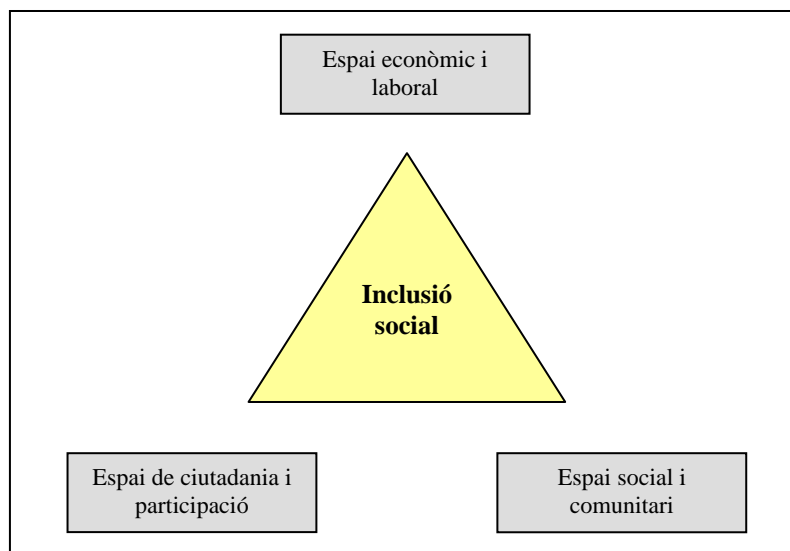 Espai econòmic i
laboral
Inclusió
social
Espai de ciutadania i
participació
Espai social i
comunitari